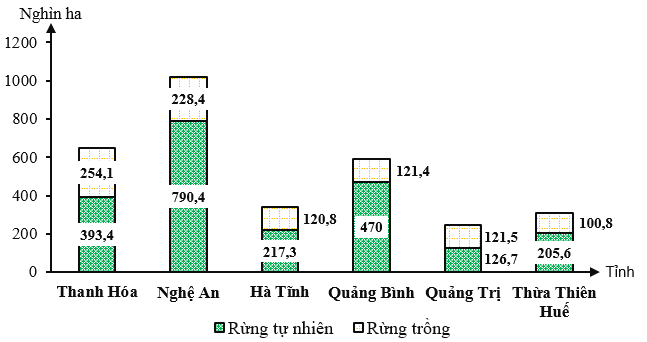 Nghìn ha
1200
1000
800
600
400
200
0
254,1
393,4
228,4
790,4
120,8
217,3
121,4
470
121,5
126,7
100,8
205,6
Tỉnh
Thanh Hóa
Nghệ An
Hà Tĩnh
Quảng Bình
Quảng Trị
Thừa Thiên
Huế
Rừng tự nhiên
Rừng trồng